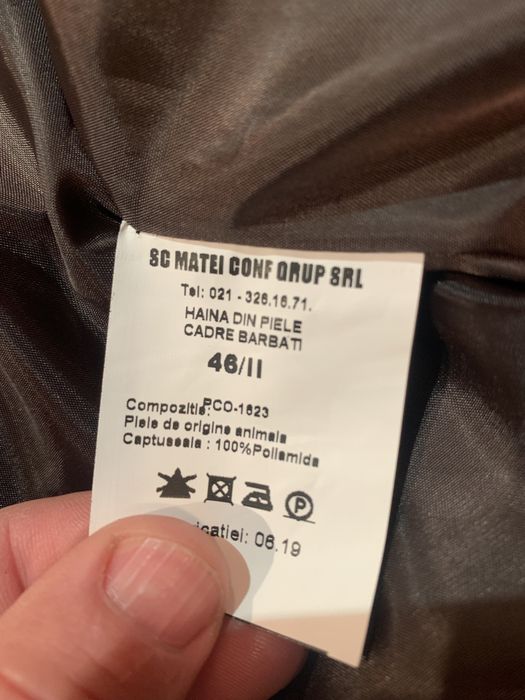 SC MATEI CONF GRUP SRL
Tel: 021 - 326.16.71.
HAINA DIN PIELE
CADRE BARBATI
46/II
PCO-1623
Compozitie:
Piele de origine animala
Captuseala : 100%Poliamida
P
icatiei: 06.19